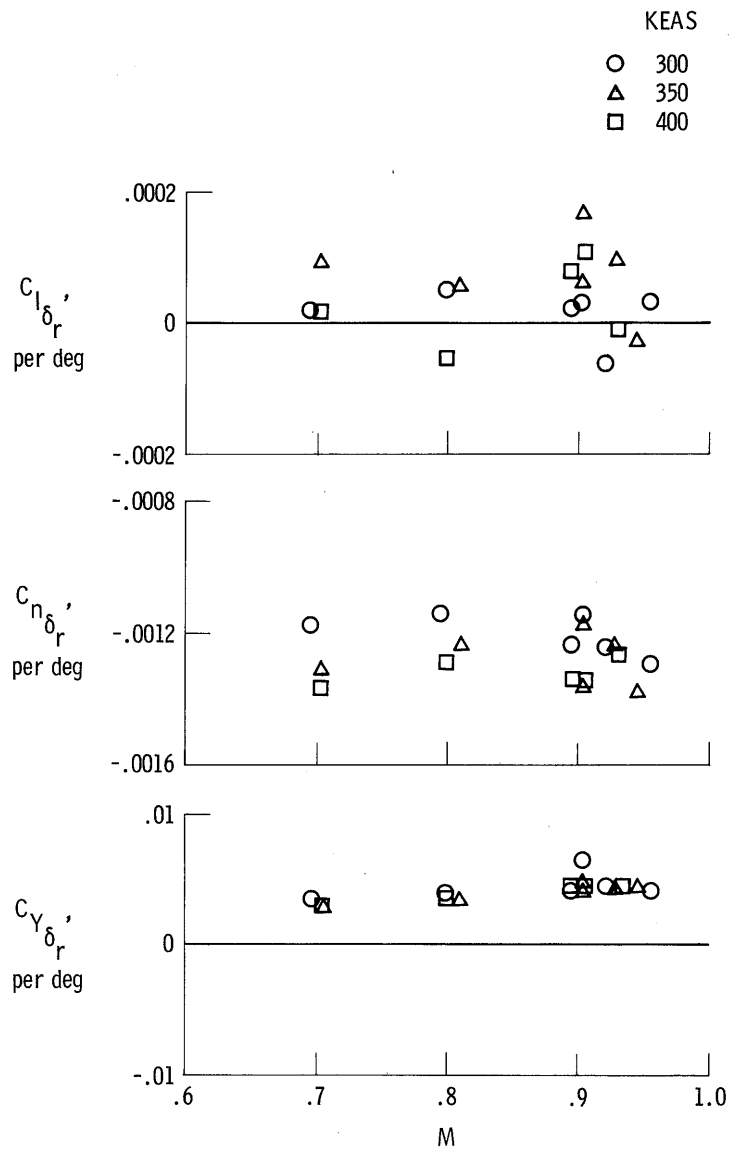 KEAS
300
350
400
.0002
C_{l_{δ_r}},
per deg
0
-.0002
-.0008
C_{n_{δ_r}},
per deg
-.0012
-.0016
.01
C_{Y_{δ_r}},
per deg
0
-.01
.6 .7 .8 .9 1.0
M